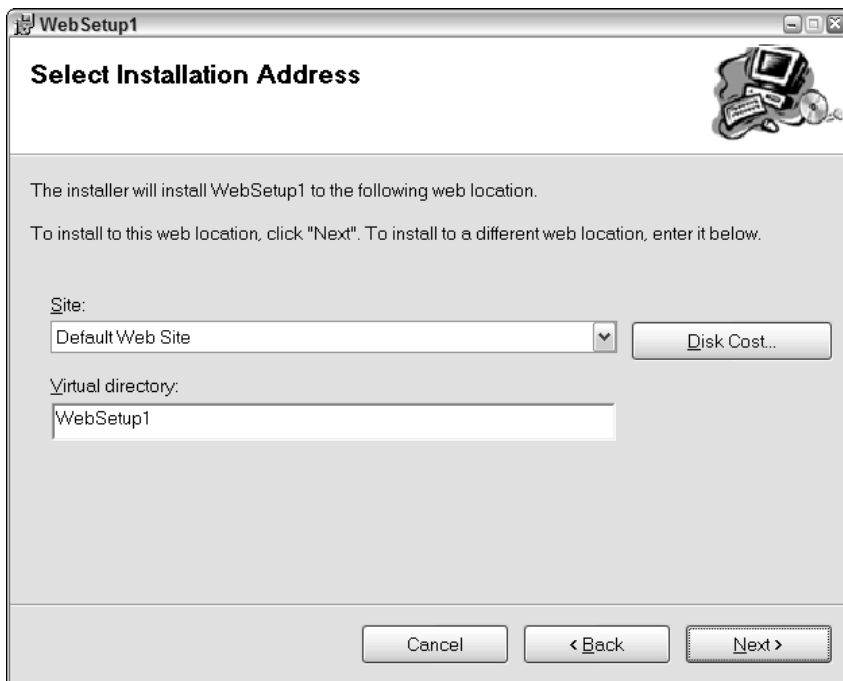 WebSetup1
Select Installation Address
The installer will install WebSetup1 to the following web location.
To install to this web location, click "Next". To install to a different web location, enter it below.
Site:
Default Web Site
Disk Cost...
Virtual directory:
WebSetup1
Cancel
< Back
Next >